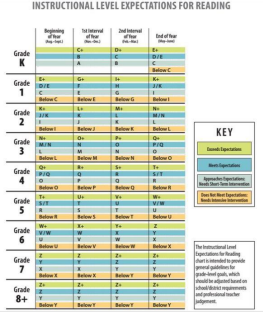 INSTRUCTIONAL LEVEL EXPECTATIONS FOR READING
Beginning of Year (Aug.-Sept.) 1st Interval of Year (Nov.-Dec.) 2nd Interval of Year (Feb.-Mar.) End of Year (May-June)
Grade K
C+ D+ E+
B C D / E
A B C
Below C
Grade 1
E+ G+ I+ K+
D / E F H J / K
C E G I
Below C Below E Below G Below I
Grade 2
K+ L+ M+ N+
J / K K L M / N
I J K L
Below I Below J Below K Below L
Grade 3
N+ O+ P+ Q+
M / N N O P / Q
L M N O
Below L Below M Below N Below O
Grade 4
Q+ R+ S+ T+
P / Q Q R S / T
O P Q R
Below O Below P Below Q Below R
Grade 5
T+ U+ V+ W+
S / T T U V / W
R S T U
Below R Below S Below T Below U
Grade 6
W+ X+ Y+ Z
V / W W X Y
U V W X
Below U Below V Below W Below X
Grade 7
Z Z Z+ Z+
Y Y Z Z
X X Y Y
Below X Below X Below Y Below Y
Grade 8+
Z+ Z+ Z+ Z+
Z Z Z Z
Y Y Y Y
Below Y Below Y Below Y Below Y
KEY
Exceeds Expectations
Meets Expectations
Approaches Expectations:
Needs Short-Term Intervention
Does Not Meet Expectations:
Needs Intensive Intervention
The Instructional Level
Expectations for Reading
chart is intended to provide
general guidelines for
grade-level goals, which
should be adjusted based on
school/district requirements
and professional teacher
judgement.